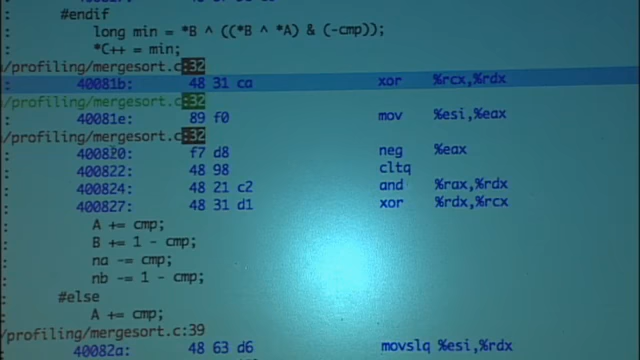 #endif
long min = *B ^ ((*B ^ *A) & (-cmp));
*C++ = min;
/profiling/mergesort.c:32
: 40081b: 48 31 ca xor %rcx,%rdx
/profiling/mergesort.c:32
: 40081e: 89 f0 mov %esi,%eax
/profiling/mergesort.c:32
: 400820: f7 d8 neg %eax
: 400822: 48 98 cltq
: 400824: 48 21 c2 and %rax,%rdx
: 400827: 48 31 d1 xor %rdx,%rcx
: A += cmp;
: B += 1 - cmp;
: na -= cmp;
: nb -= 1 - cmp;
: #else
: A += cmp;
/profiling/mergesort.c:39
: 40082a: 48 63 d6 movslq %esi,%rdx